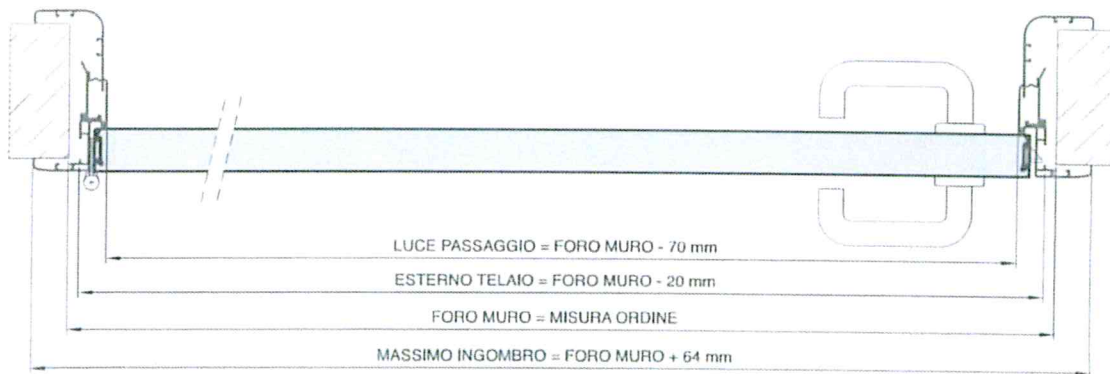 LUCE PASSAGGIO = FORO MURO - 70 mm
ESTERNO TELAIO = FORO MURO - 20 mm
FORO MURO = MISURA ORDINE
MASSIMO INGOMBRO = FORO MURO + 64 mm